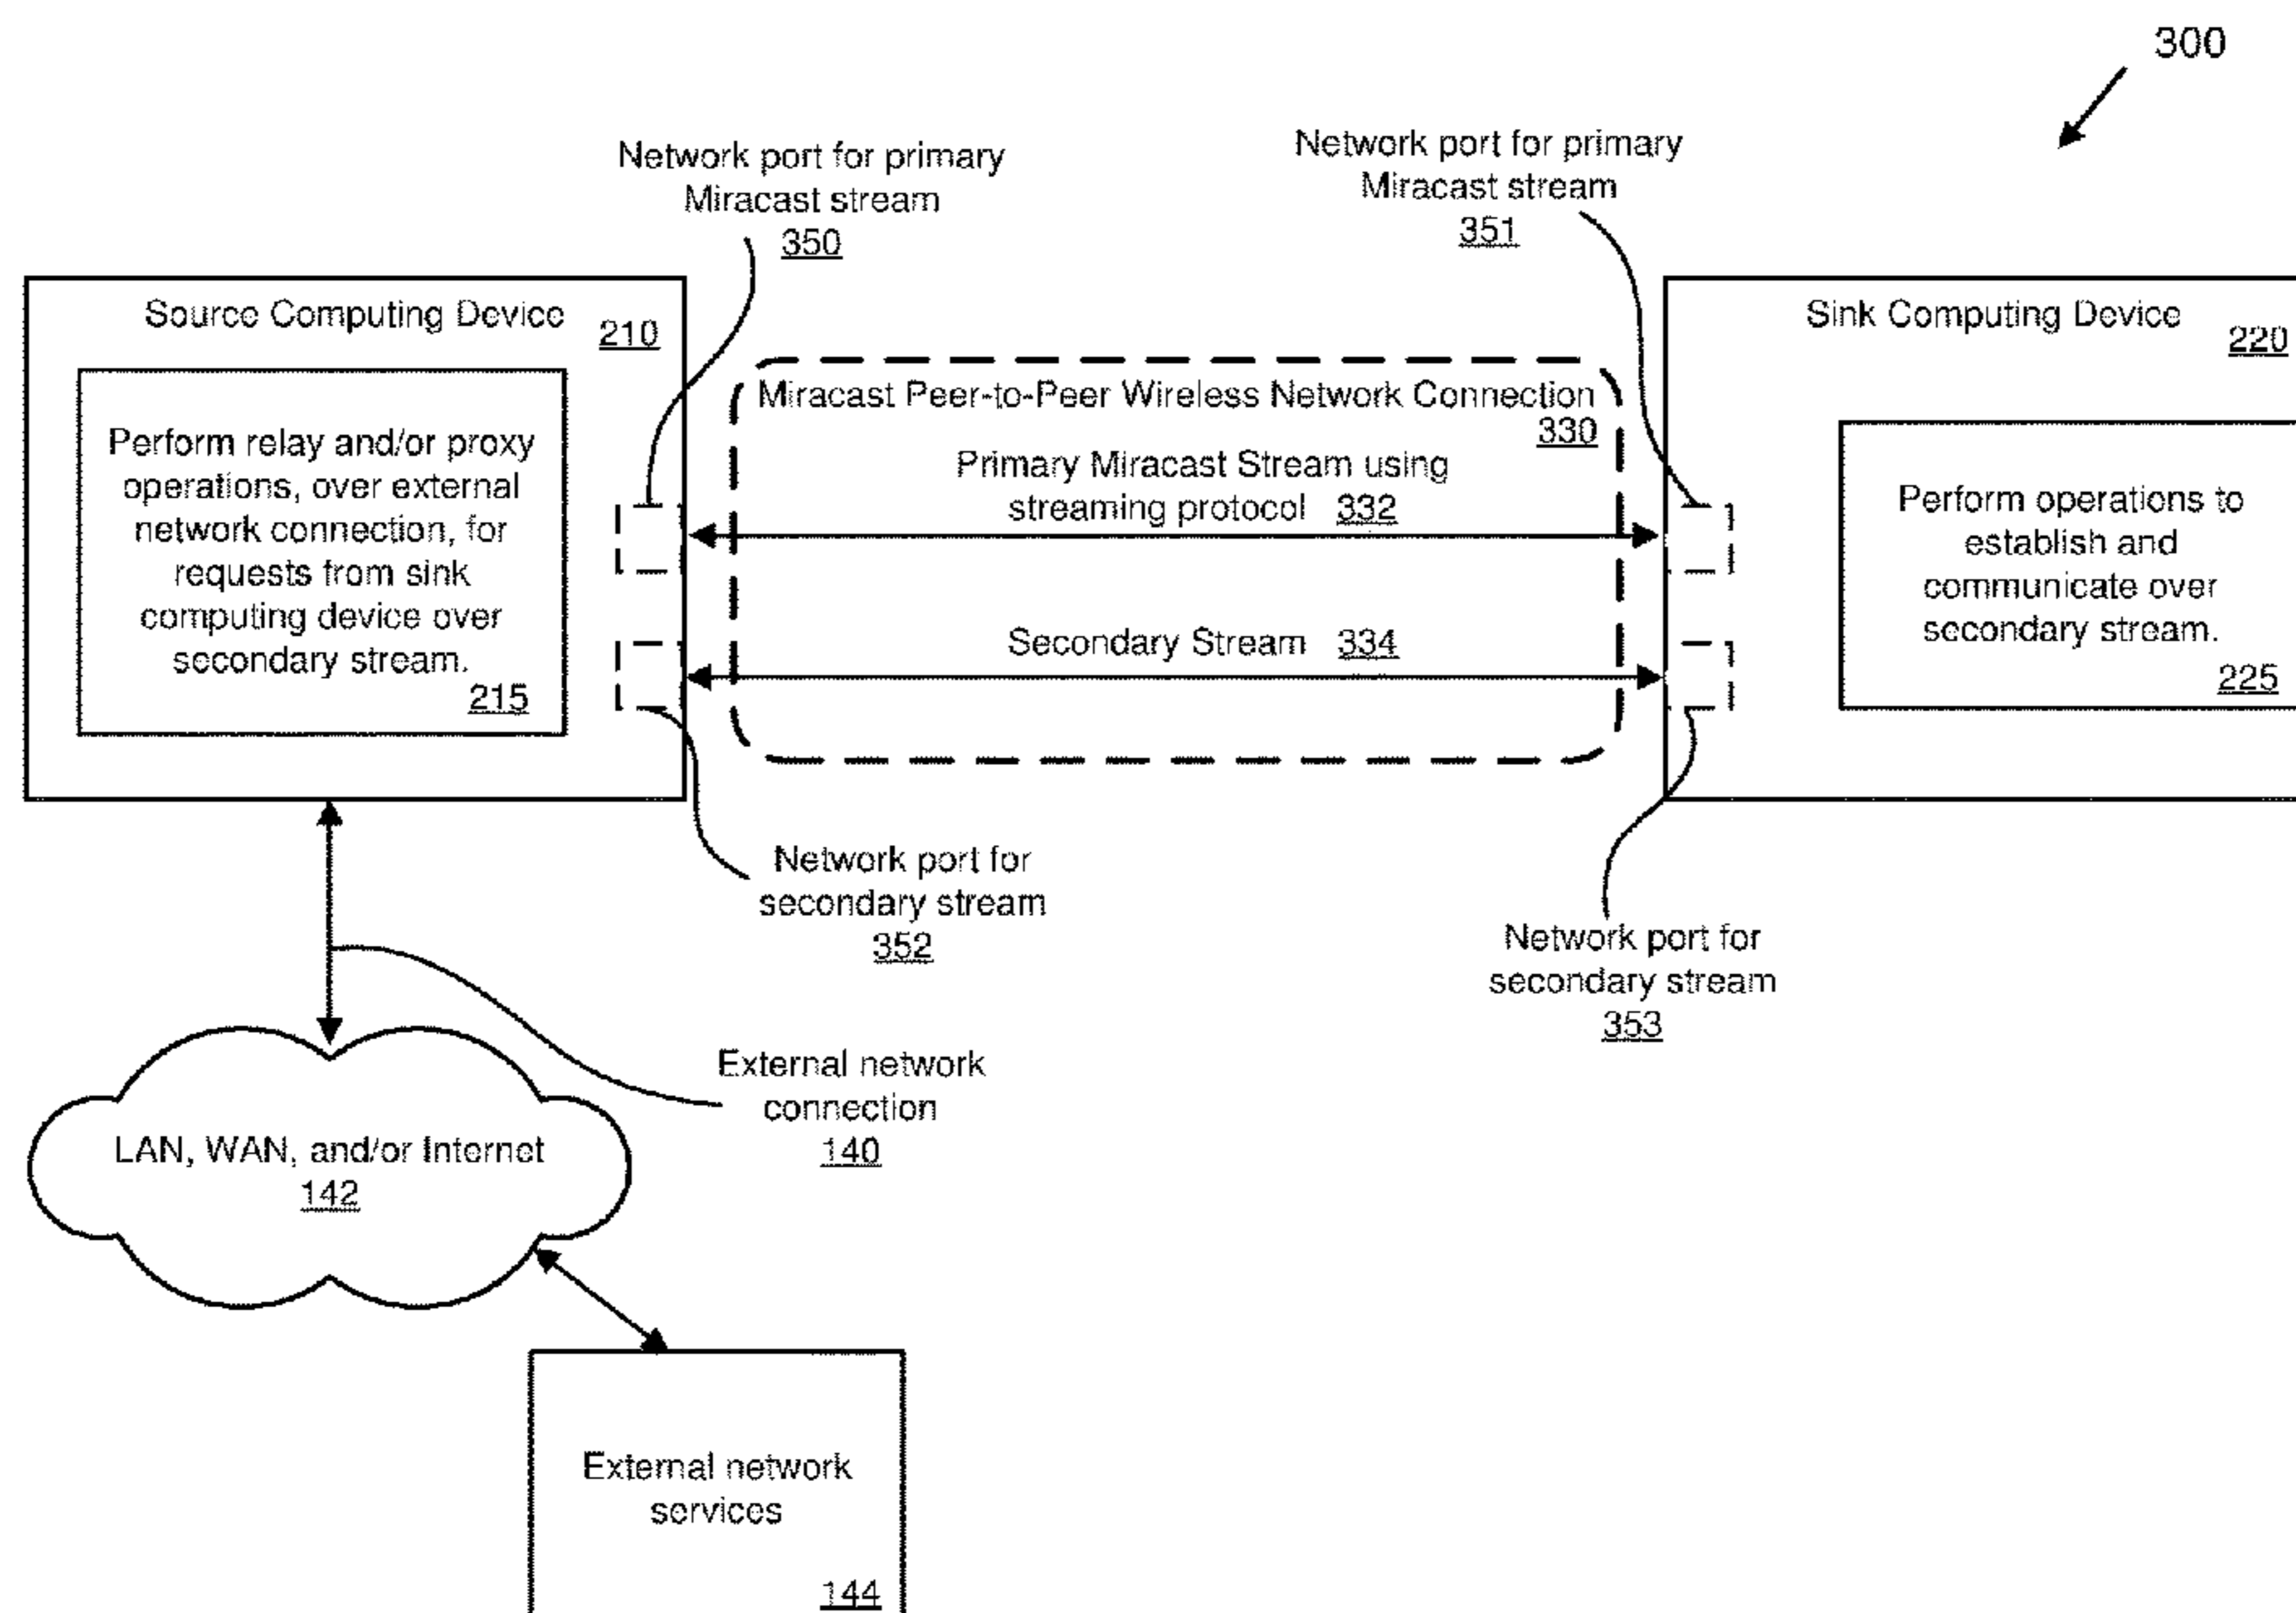 300
Network port for primary
Miracast stream
350
Network port for primary
Miracast stream
351
Source Computing Device
210
Perform relay and/or proxy
operations, over external
network connection, for
requests from sink
computing device over
secondary stream.
215
Miracast Peer-to-Peer Wireless Network Connection
330
Primary Miracast Stream using
streaming protocol 332
Secondary Stream 334
Sink Computing Device
220
Perform operations to
establish and
communicate over
secondary stream.
225
Network port for
secondary stream
352
Network port for
secondary stream
353
External network
connection
140
LAN, WAN, and/or Internet
142
External network
services
144